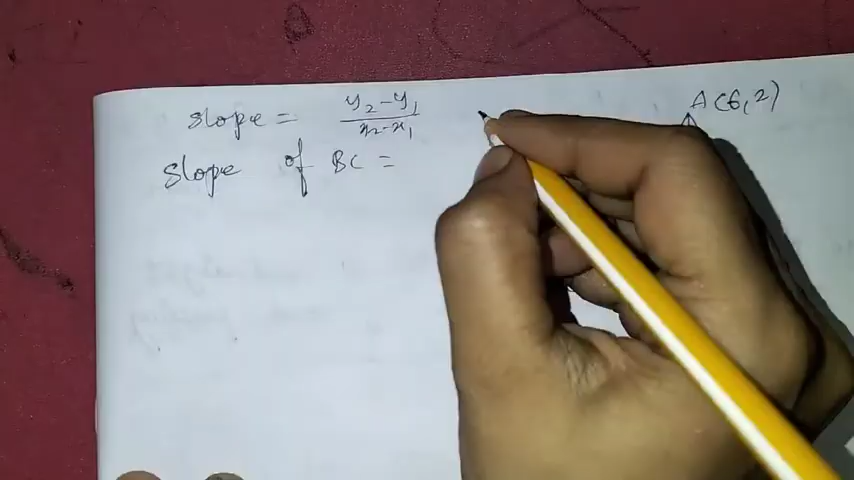 slope = y₂-y₁/x₂-x₁
A(6,2)
Slope of BC =